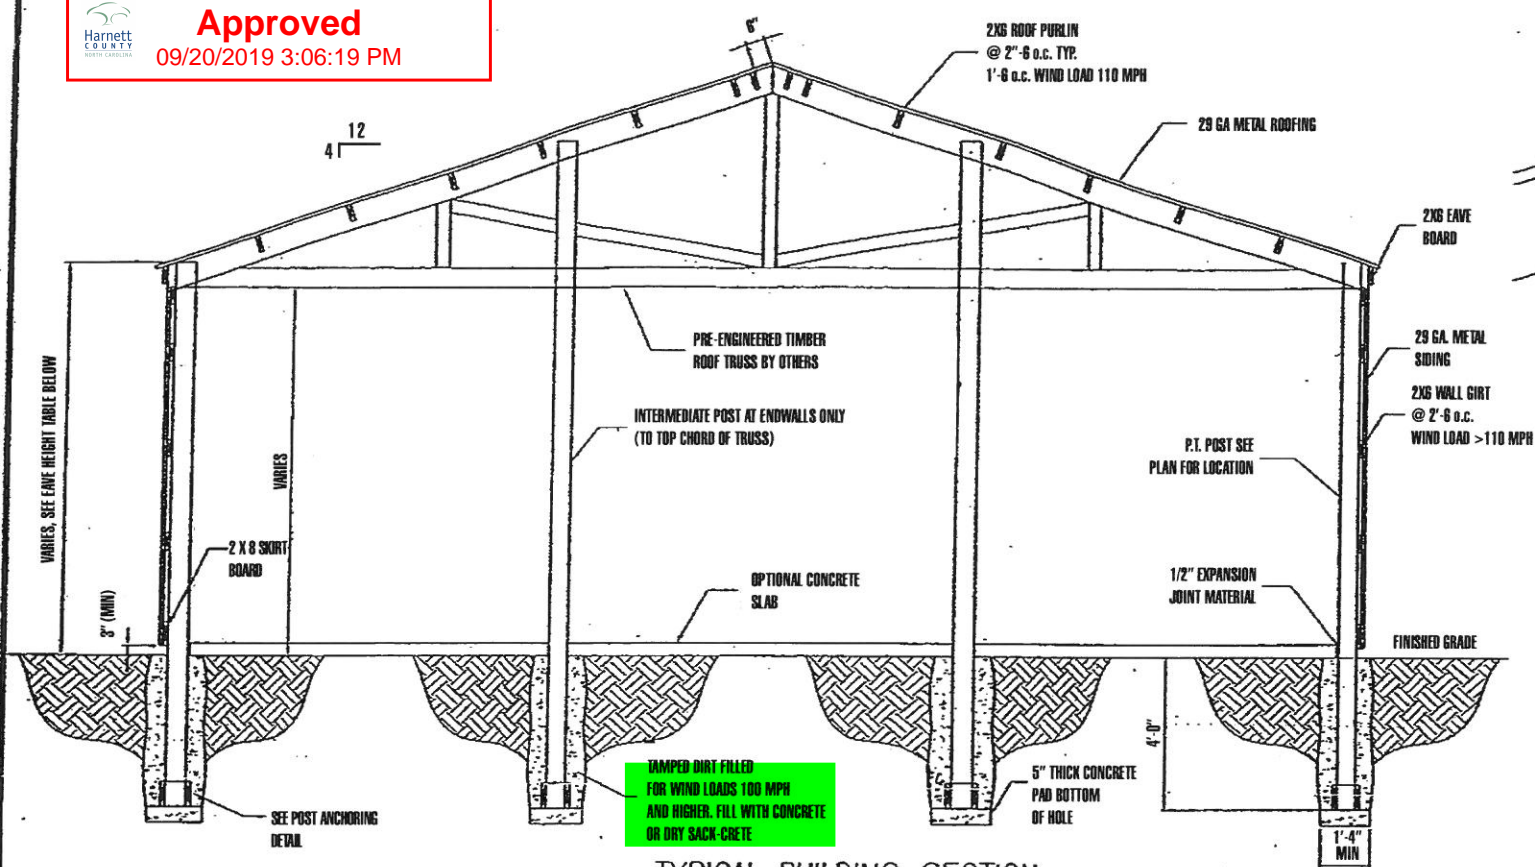 Harnett
COUNTY
NORTH CAROLINA
Approved
09/20/2019 3:06:19 PM
6"
2X6 ROOF PURLIN
@ 2"-6 o.c. TYP.
1'-6 o.c. WIND LOAD 110 MPH
29 GA METAL ROOFING
12
4
2X6 EAVE
BOARD
PRE-ENGINEERED TIMBER
ROOF TRUSS BY OTHERS
29 GA. METAL
SIDING
2X6 WALL GIRT
@ 2'-6 o.c.
WIND LOAD >110 MPH
INTERMEDIATE POST AT ENDWALLS ONLY
(TO TOP CHORD OF TRUSS)
P.T. POST SEE
PLAN FOR LOCATION
VARIES, SEE EAVE HEIGHT TABLE BELOW
VARIES
2 X 8 SKIRT
BOARD
3" (MIN)
OPTIONAL CONCRETE
SLAB
1/2" EXPANSION
JOINT MATERIAL
FINISHED GRADE
4'-0"
TAMPED DIRT FILLED
FOR WIND LOADS 100 MPH
AND HIGHER. FILL WITH CONCRETE
OR DRY SACK-CRETE
5" THICK CONCRETE
PAD BOTTOM
OF HOLE
SEE POST ANCHORING
DETAIL
1'-4"
MIN
TYPICAL BUILDING SECTION